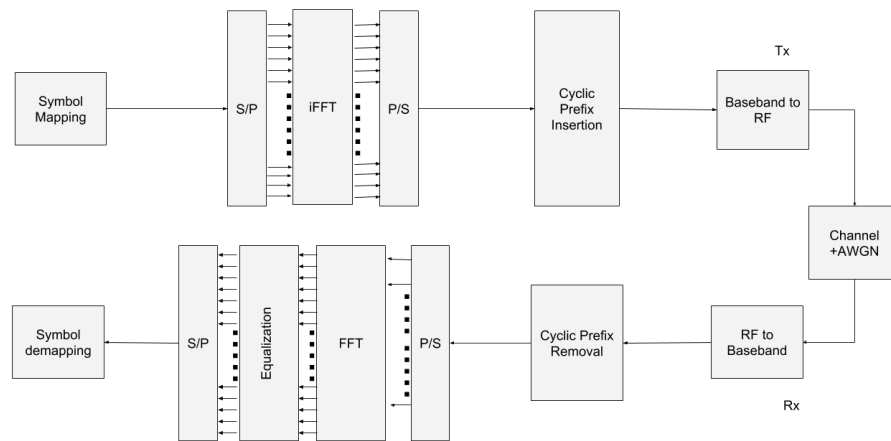 Tx
Symbol
Mapping
S/P
iFFT
P/S
Cyclic
Prefix
Insertion
Baseband to
RF
Channel
+AWGN
Symbol
demapping
S/P
Equalization
FFT
P/S
Cyclic Prefix
Removal
RF to
Baseband
Rx